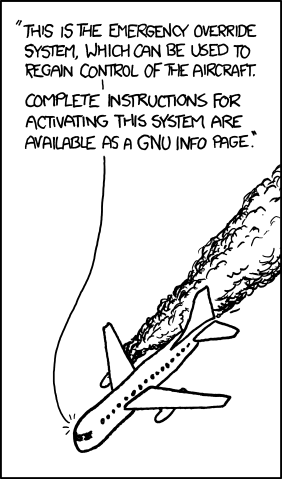 "THIS IS THE EMERGENCY OVERRIDE
SYSTEM, WHICH CAN BE USED TO
REGAIN CONTROL OF THE AIRCRAFT.
COMPLETE INSTRUCTIONS FOR
ACTIVATING THIS SYSTEM ARE
AVAILABLE AS A GNU INFO PAGE."